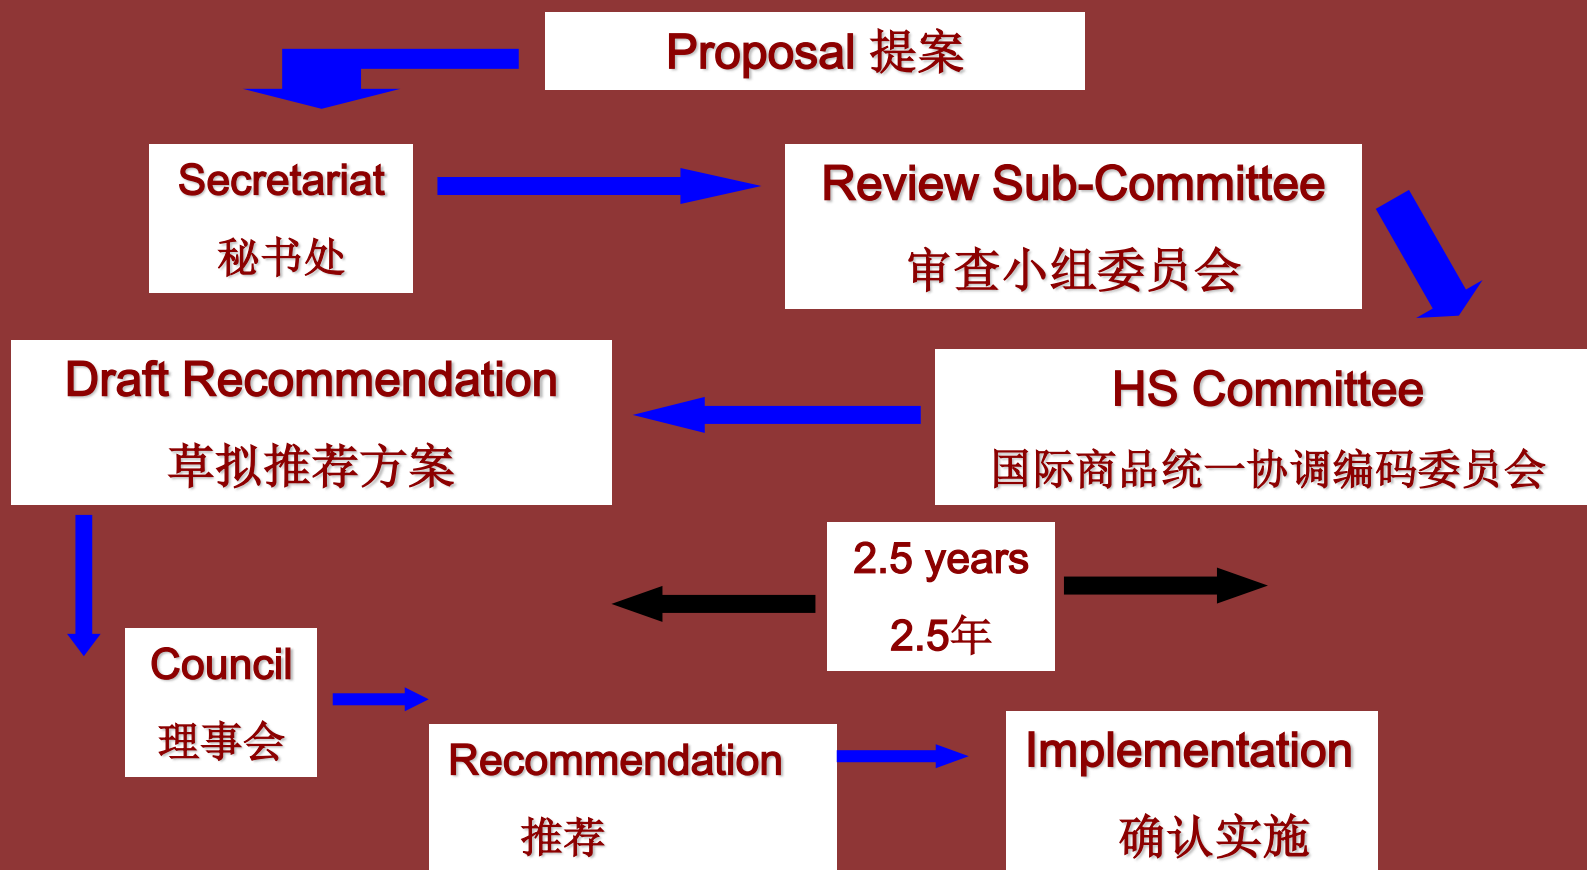 Proposal 提案
Secretariat
秘书处
Review Sub-Committee
审查小组委员会
Draft Recommendation
草拟推荐方案
HS Committee
国际商品统一协调编码委员会
2.5 years
2.5年
Council
理事会
Recommendation
推荐
Implementation
确认实施